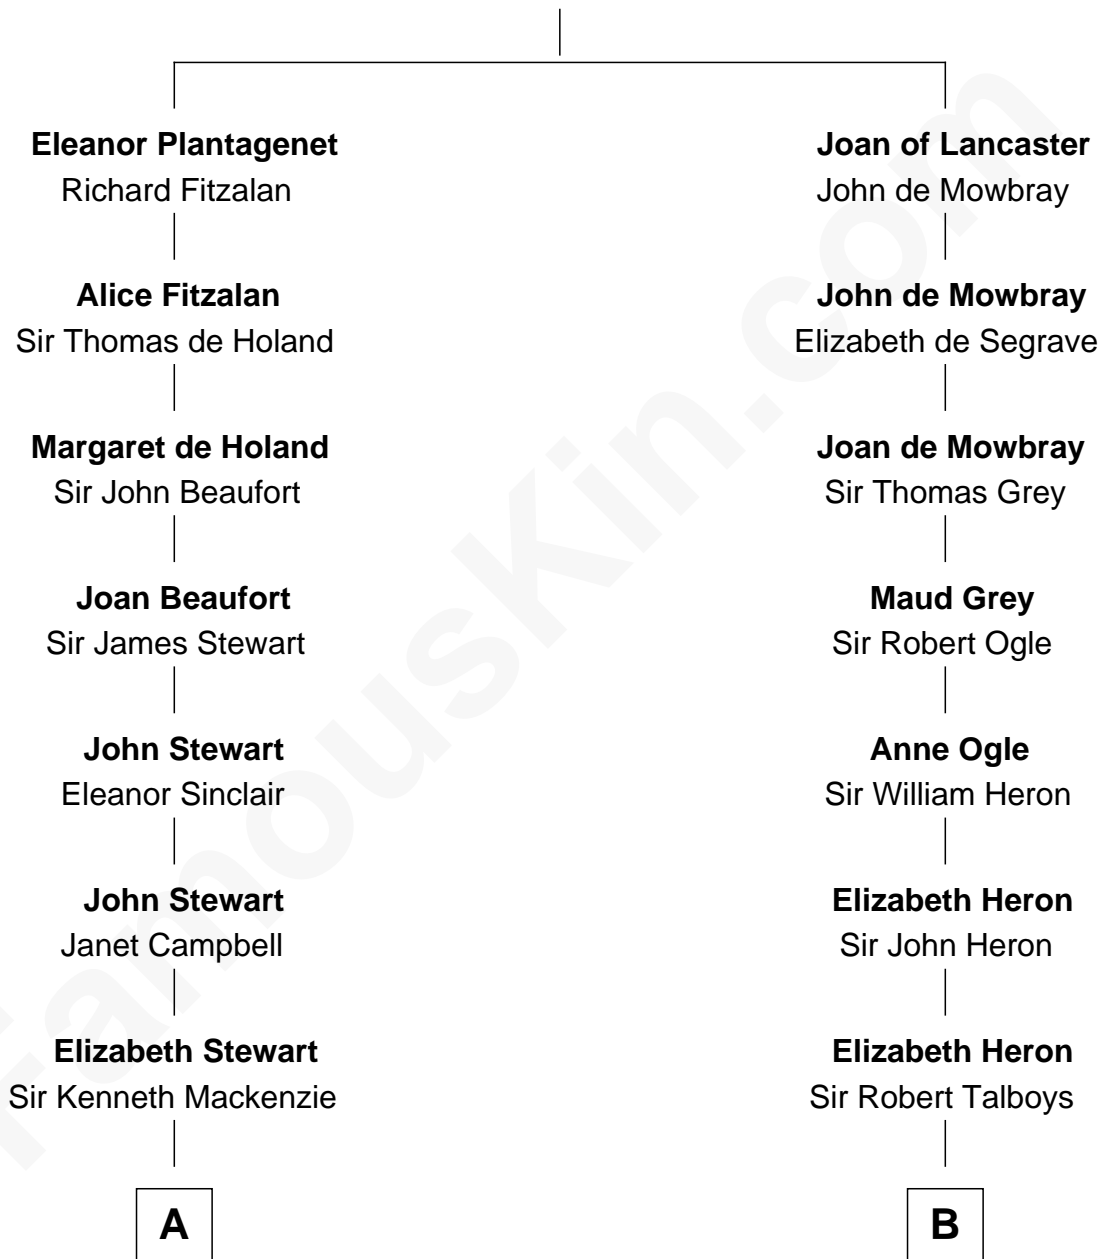 Eleanor Plantagenet
Richard Fitzalan
Alice Fitzalan
Sir Thomas de Holand
Margaret de Holand
Sir John Beaufort
Joan Beaufort
Sir James Stewart
John Stewart
Eleanor Sinclair
John Stewart
Janet Campbell
Elizabeth Stewart
Sir Kenneth Mackenzie
A
Joan of Lancaster
John de Mowbray
John de Mowbray
Elizabeth de Segrave
Joan de Mowbray
Sir Thomas Grey
Maud Grey
Sir Robert Ogle
Anne Ogle
Sir William Heron
Elizabeth Heron
Sir John Heron
Elizabeth Heron
Sir Robert Talboys
B
FamousKin.com